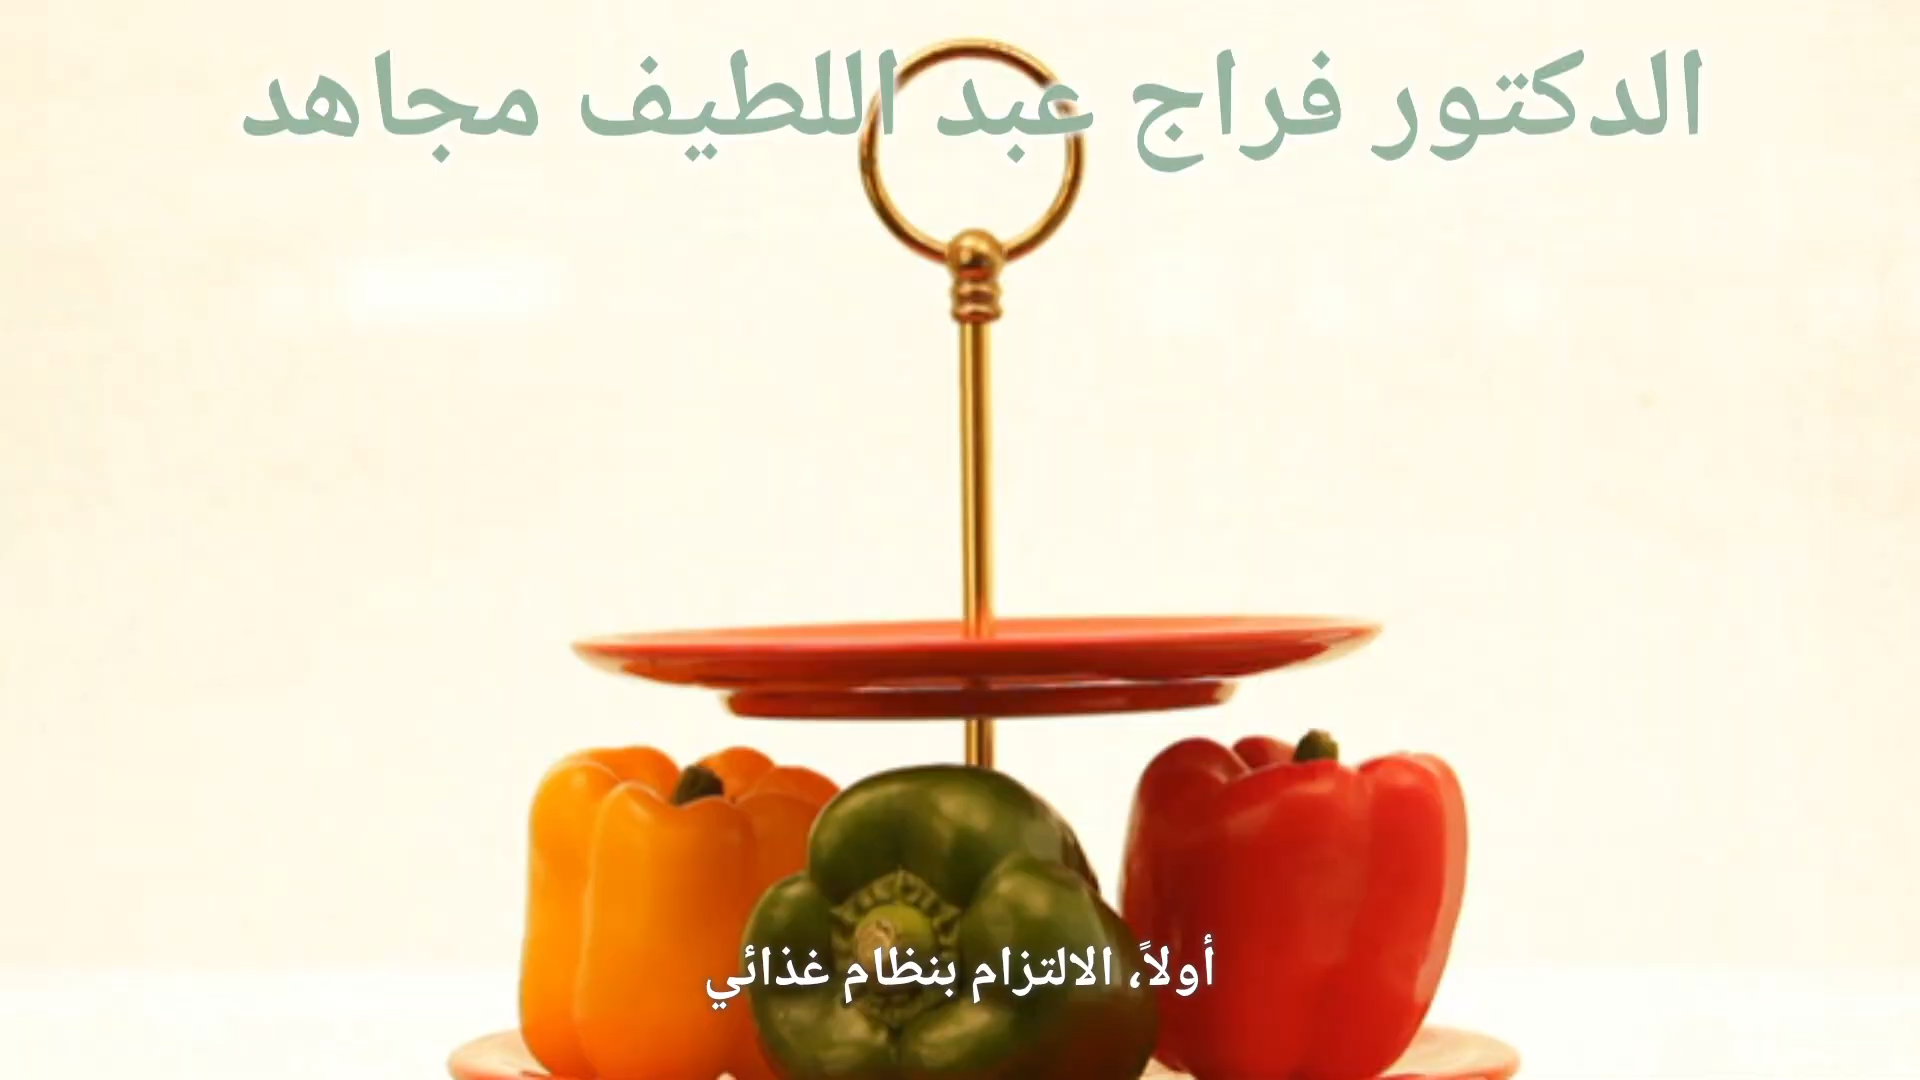 الدكتور فراج عبد اللطيف مجاهد
أولاً، الالتزام بنظام غذائي